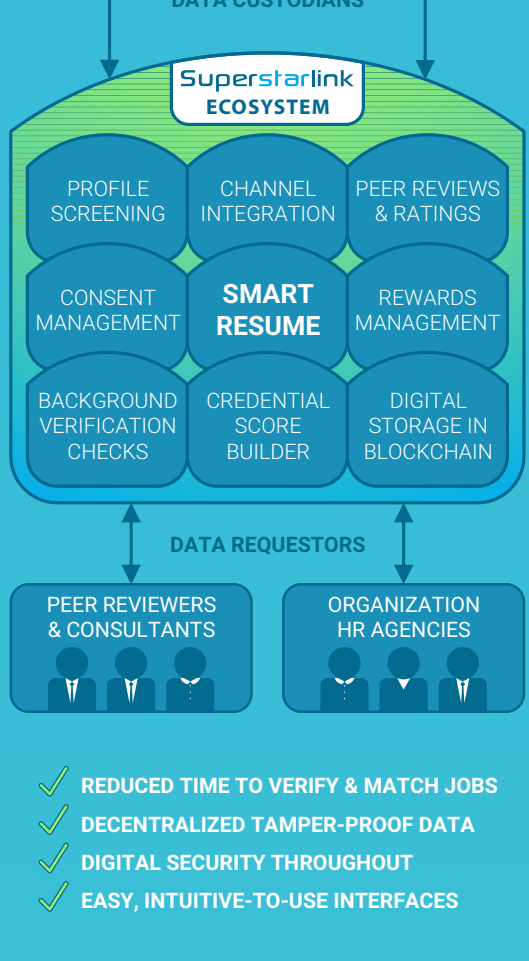 DATA CUSTODIANS
Superstarlink
ECOSYSTEM
PROFILE
SCREENING
CHANNEL
INTEGRATION
PEER REVIEWS
& RATINGS
CONSENT
MANAGEMENT
SMART
RESUME
REWARDS
MANAGEMENT
BACKGROUND
VERIFICATION
CHECKS
CREDENTIAL
SCORE
BUILDER
DIGITAL
STORAGE IN
BLOCKCHAIN
DATA REQUESTORS
PEER REVIEWERS
& CONSULTANTS
ORGANIZATION
HR AGENCIES
REDUCED TIME TO VERIFY & MATCH JOBS
DECENTRALIZED TAMPER-PROOF DATA
DIGITAL SECURITY THROUGHOUT
EASY, INTUITIVE-TO-USE INTERFACES